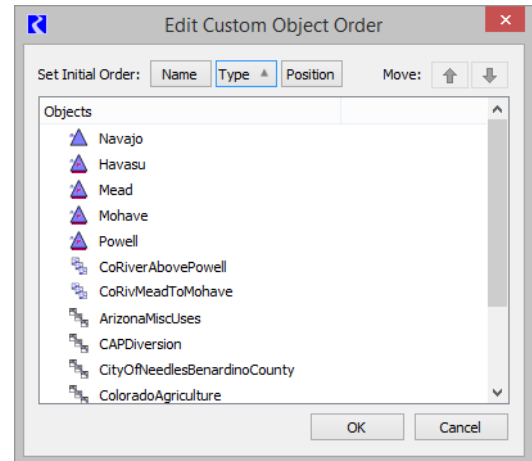 Edit Custom Object Order
Set Initial Order: Name Type Position Move:
Objects
Navajo
Havasu
Mead
Mohave
Powell
CoRiverAbovePowell
CoRivMeadToMohave
ArizonaMiscUses
CAPDiversion
CityOfNeedlesBenardinoCounty
ColoradoAgriculture
OK Cancel